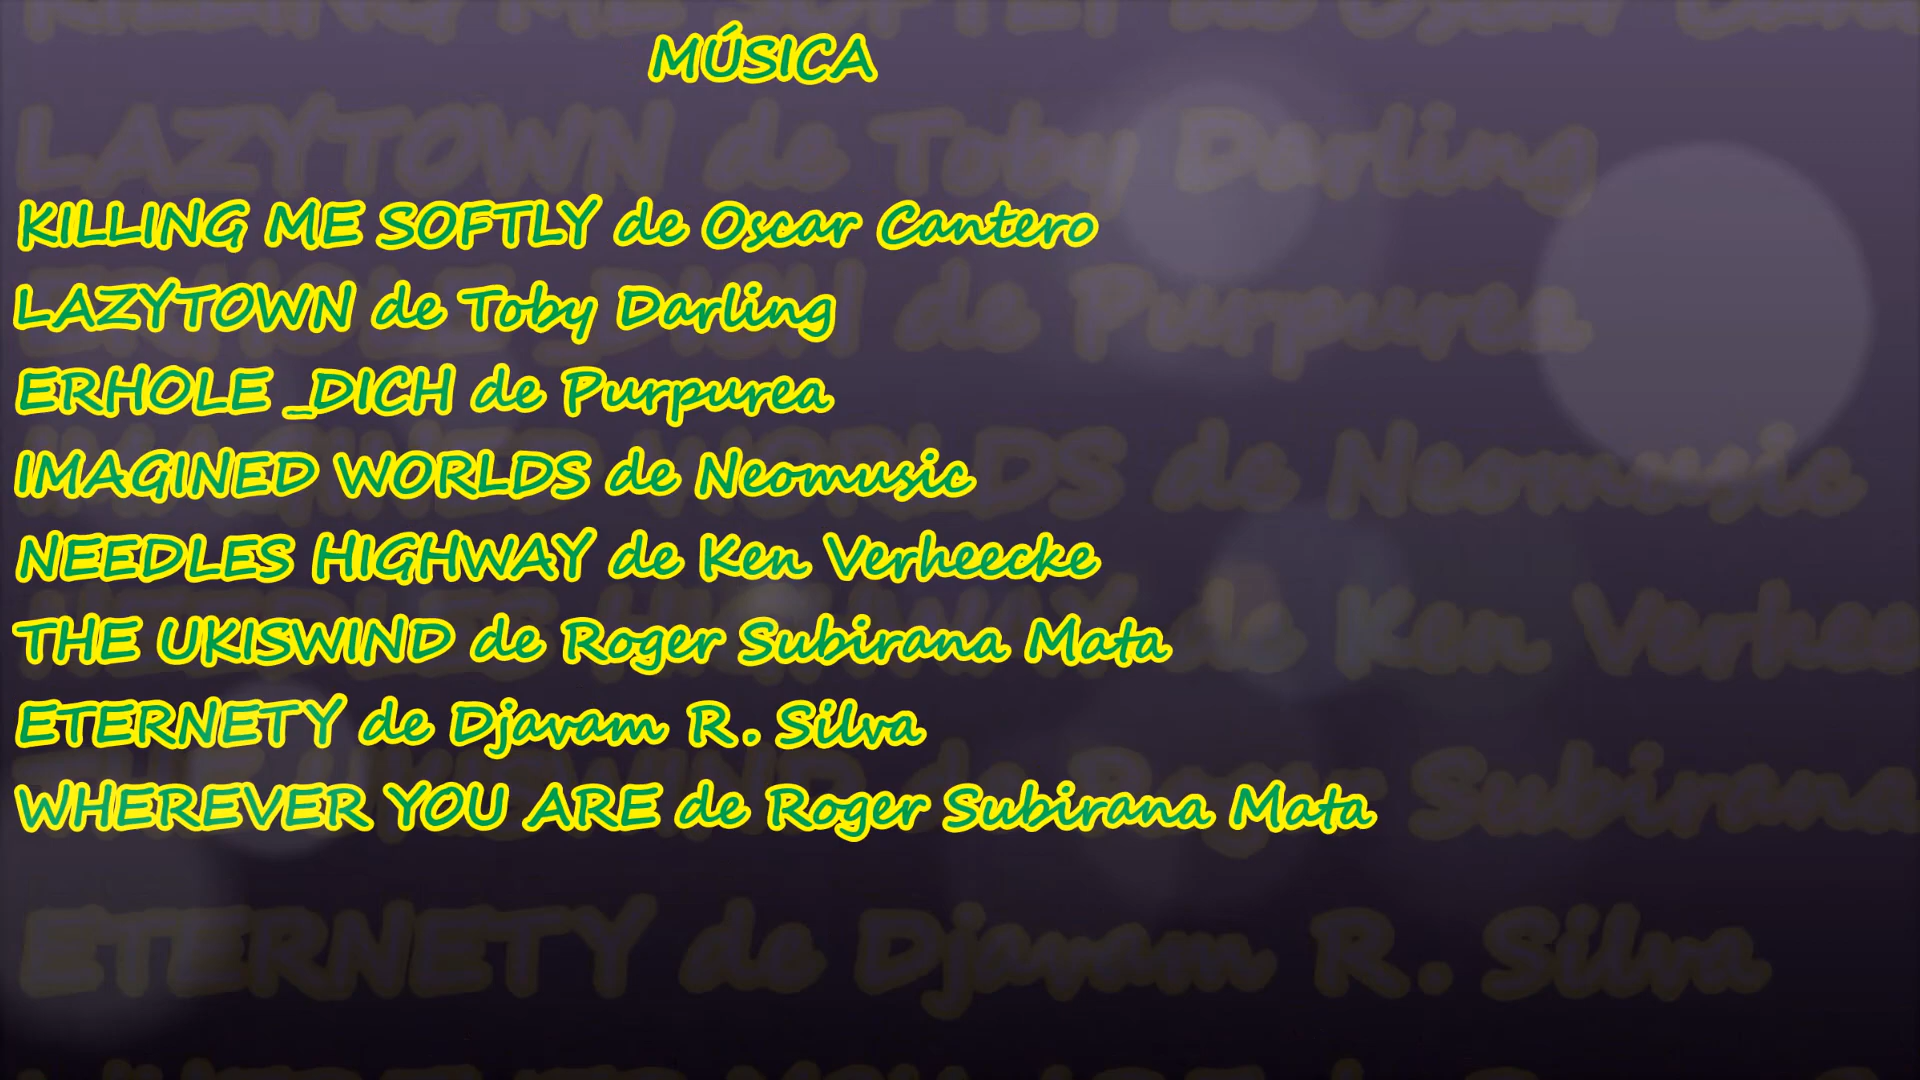 MÚSICA
KILLING ME SOFTLY de Oscar Cantero
LAZYTOWN de Toby Darling
ERHOLE _DICH de Purpurea
IMAGINED WORLDS de Neomusic
NEEDLES HIGHWAY de Ken Verheecke
THE UKISWIND de Roger Subirana Mata
ETERNETY de Djavam R. Silva
WHEREVER YOU ARE de Roger Subirana Mata